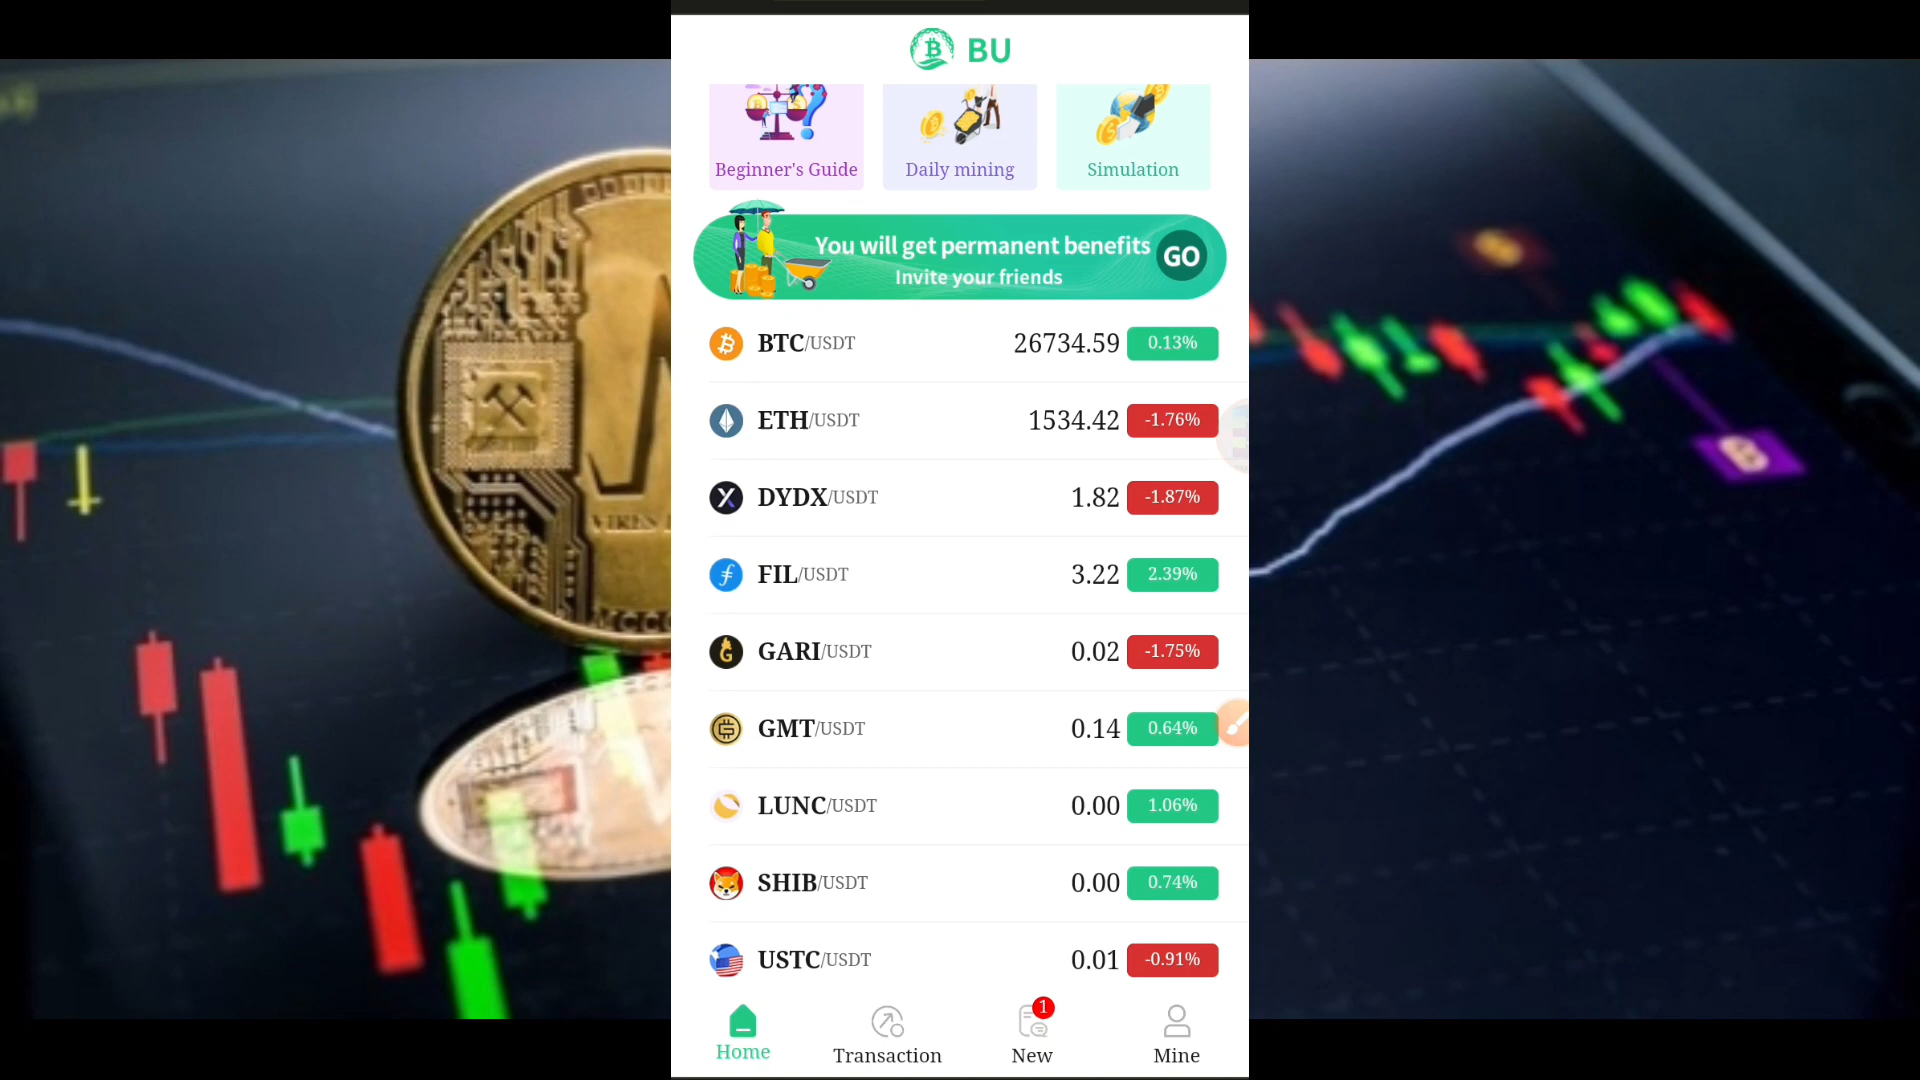 BU
Beginner's Guide
Daily mining
Simulation
You will get permanent benefits
Invite your friends
GO
BTC/USDT 26734.59 0.13%
ETH/USDT 1534.42 -1.76%
DYDX/USDT 1.82 -1.87%
FIL/USDT 3.22 2.39%
GARI/USDT 0.02 -1.75%
GMT/USDT 0.14 0.64%
LUNC/USDT 0.00 1.06%
SHIB/USDT 0.00 0.74%
USTC/USDT 0.01 -0.91%
1
Home
Transaction
New
Mine
VIRES